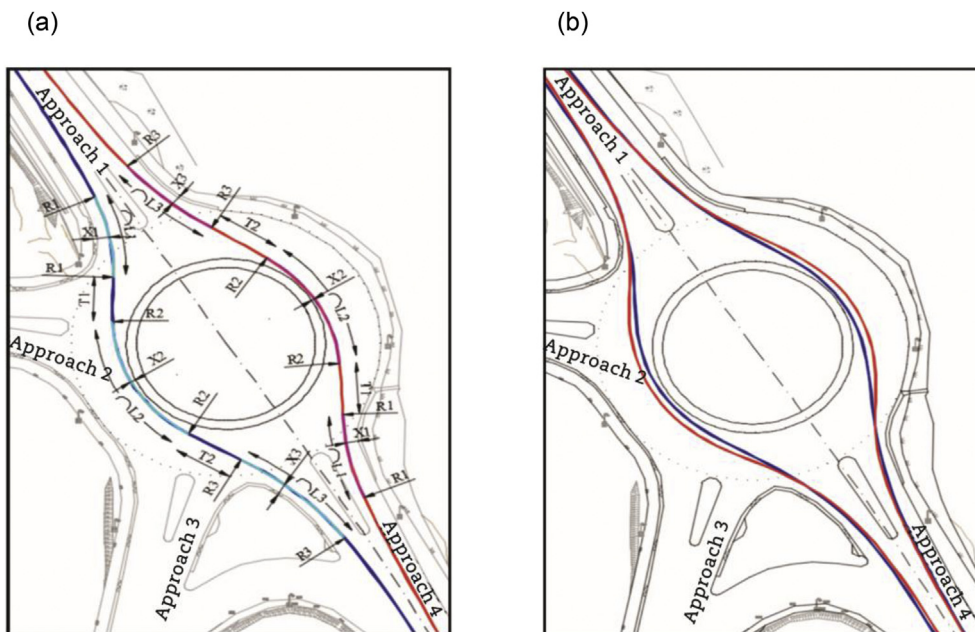 (a)
(b)
Approach 1
R3
X3
R3
⌒L3
T2
R1
X1
⌒L1
R1
T1
R2
X2
R2
⌒L2
R2
T1
R1
X1
⌒L1
R1
Approach 2
X2
⌒L2
R2
T2
R3
X3
⌒L3
R3
Approach 3
Approach 4
Approach 1
Approach 2
Approach 3
Approach 4